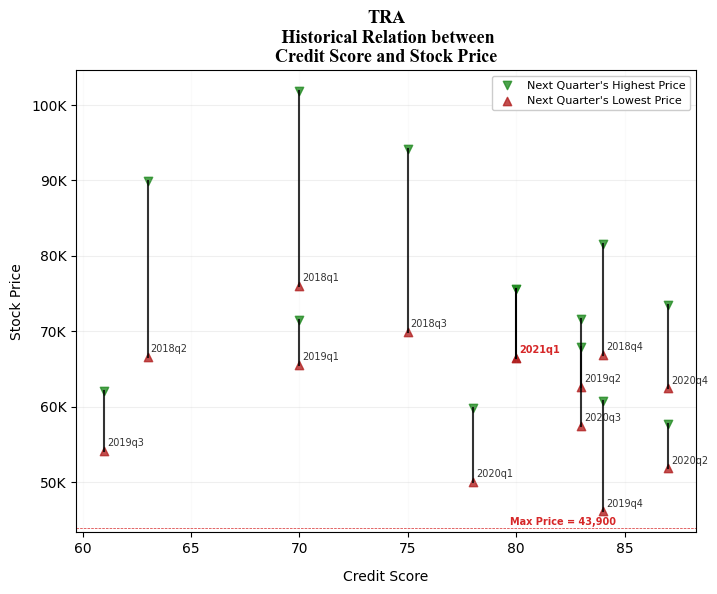 TRA
Historical Relation between
Credit Score and Stock Price
Next Quarter's Highest Price
Next Quarter's Lowest Price
100K
90K
80K
70K
60K
50K
Stock Price
2018q1
2018q2
2018q3
2019q1
2021q1
2018q4
2019q2
2020q4
2020q3
2019q3
2020q1
2020q2
2019q4
Max Price = 43,900
60
65
70
75
80
85
Credit Score